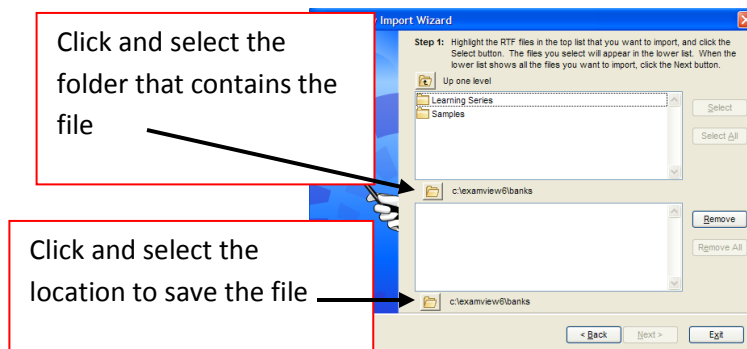 Click and select the
folder that contains the
file
Import Wizard
Step 1: Highlight the RTF files in the top list that you want to import, and click the
Select button. The files you select will appear in the lower list. When the
lower list shows all the files you want to import, click the Next button.
Up one level
Learning Series
Samples
Select
Select All
c:\examview6\banks
Click and select the
location to save the file
Remove
Remove All
c:\examview6\banks
< Back
Next >
Exit